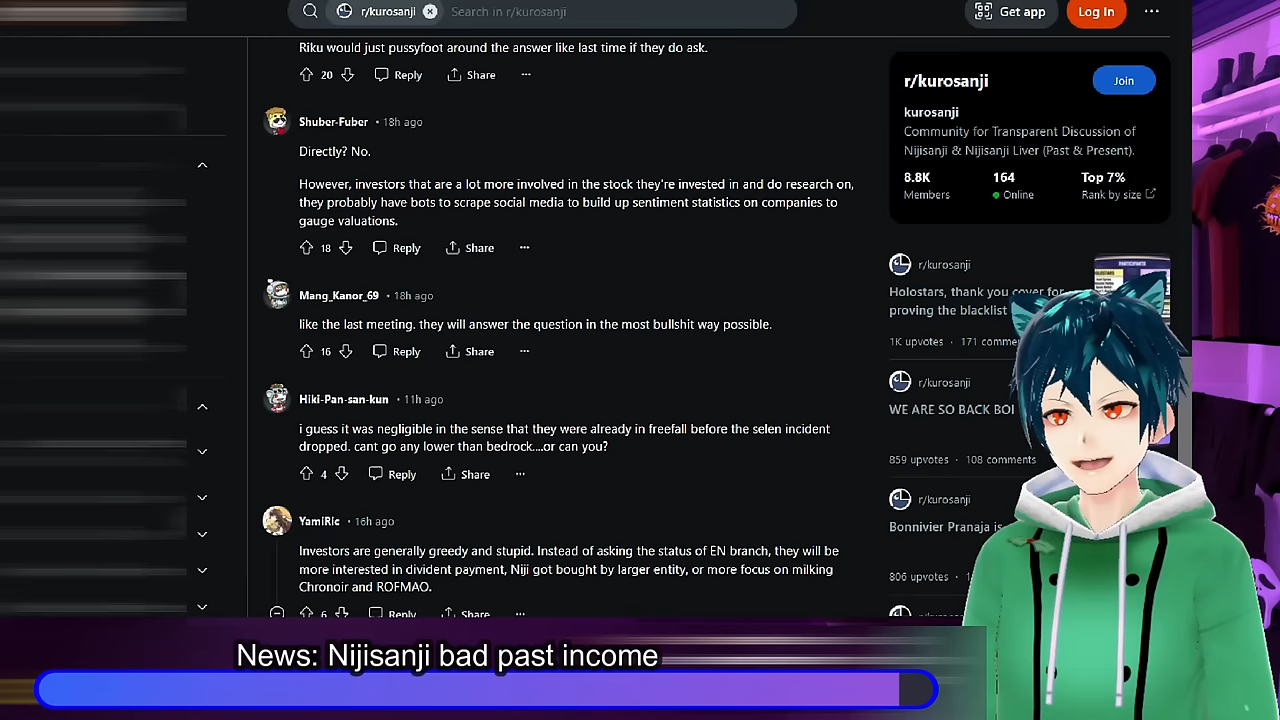 r/kurosanji
Search in r/kurosanji
Get app
Log In
Riku would just pussyfoot around the answer like last time if they do ask.
20
Reply
Share
Shuber-Fuber • 18h ago
Directly? No.
However, investors that are a lot more involved in the stock they're invested in and do research on,
they probably have bots to scrape social media to build up sentiment statistics on companies to
gauge valuations.
18
Reply
Share
Mang_Kanor_69 • 18h ago
like the last meeting. they will answer the question in the most bullshit way possible.
16
Reply
Share
Hiki-Pan-san-kun • 11h ago
i guess it was negligible in the sense that they were already in freefall before the selen incident
dropped. cant go any lower than bedrock....or can you?
4
Reply
Share
YamiRic • 16h ago
Investors are generally greedy and stupid. Instead of asking the status of EN branch, they will be
more interested in divident payment, Niji got bought by larger entity, or more focus on milking
Chronoir and ROFMAO.
6
Reply
Share
r/kurosanji
Join
kurosanji
Community for Transparent Discussion of
Nijisanji & Nijisanji Liver (Past & Present).
8.8K
164
Top 7%
Members
Online
Rank by size
r/kurosanji
PARTICIPANTS
Holostars, thank you cover for
proving the blacklist
1K upvotes · 171 comme
r/kurosanji
WE ARE SO BACK BOI
859 upvotes · 108 comments
r/kurosanji
Bonnivier Pranaja is
806 upvotes · 1
r/kurosanji
News: Nijisanji bad past income